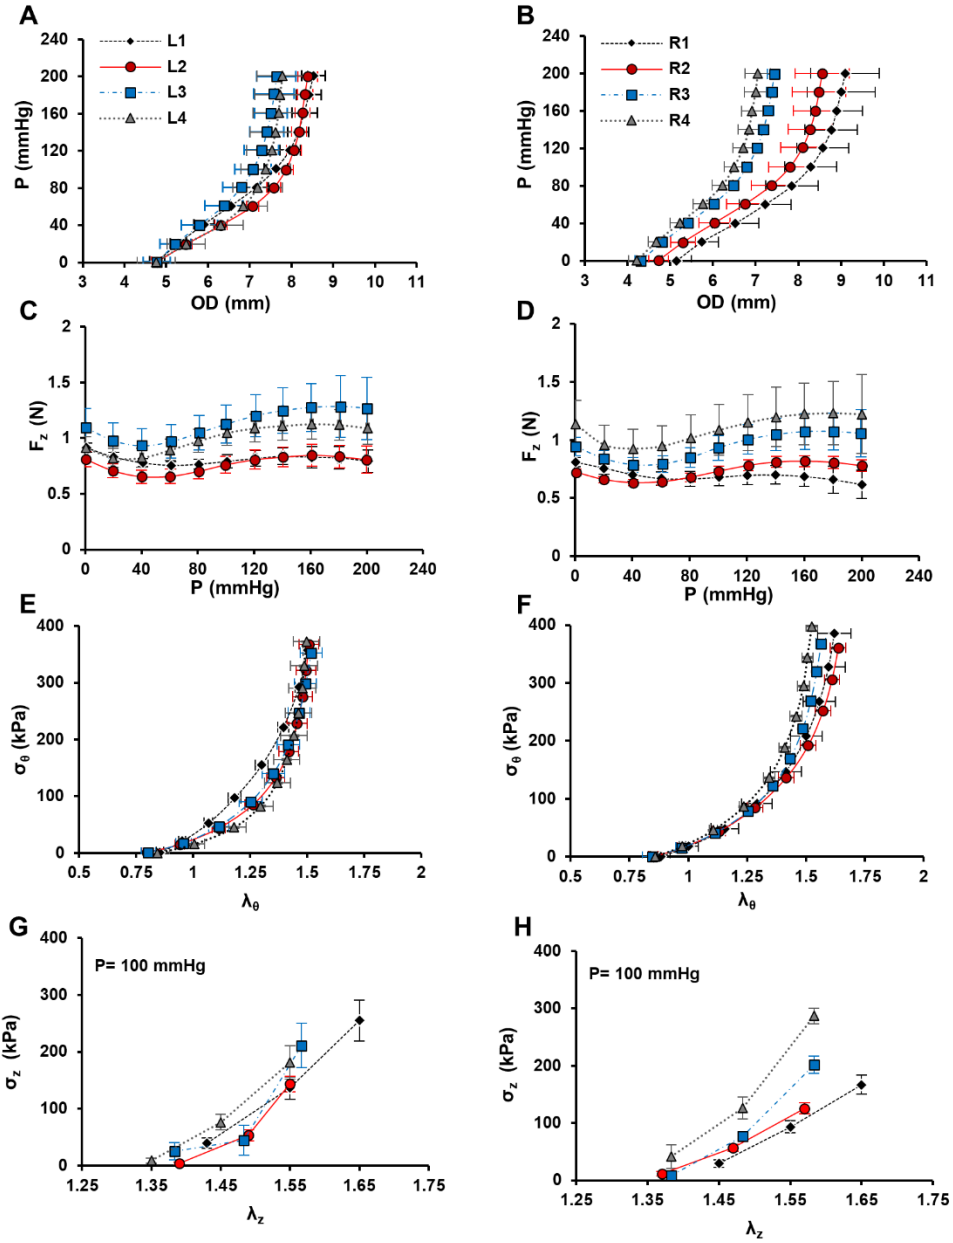 A
240
200
160
120
80
40
0
P (mmHg)
L1
L2
L3
L4
3 4 5 6 7 8 9 10 11
OD (mm)
B
240
200
160
120
80
40
0
P (mmHg)
R1
R2
R3
R4
3 4 5 6 7 8 9 10 11
OD (mm)
C
2
1.5
1
0.5
0
Fz (N)
0 40 80 120 160 200 240
P (mmHg)
D
2
1.5
1
0.5
0
Fz (N)
0 40 80 120 160 200 240
P (mmHg)
E
400
300
200
100
0
σθ (kPa)
0.5 0.75 1 1.25 1.5 1.75 2
λθ
F
400
300
200
100
0
σθ (kPa)
0.5 0.75 1 1.25 1.5 1.75 2
λθ
G
400
300
200
100
0
σz (kPa)
P= 100 mmHg
1.25 1.35 1.45 1.55 1.65 1.75
λz
H
400
300
200
100
0
σz (kPa)
P= 100 mmHg
1.25 1.35 1.45 1.55 1.65 1.75
λz